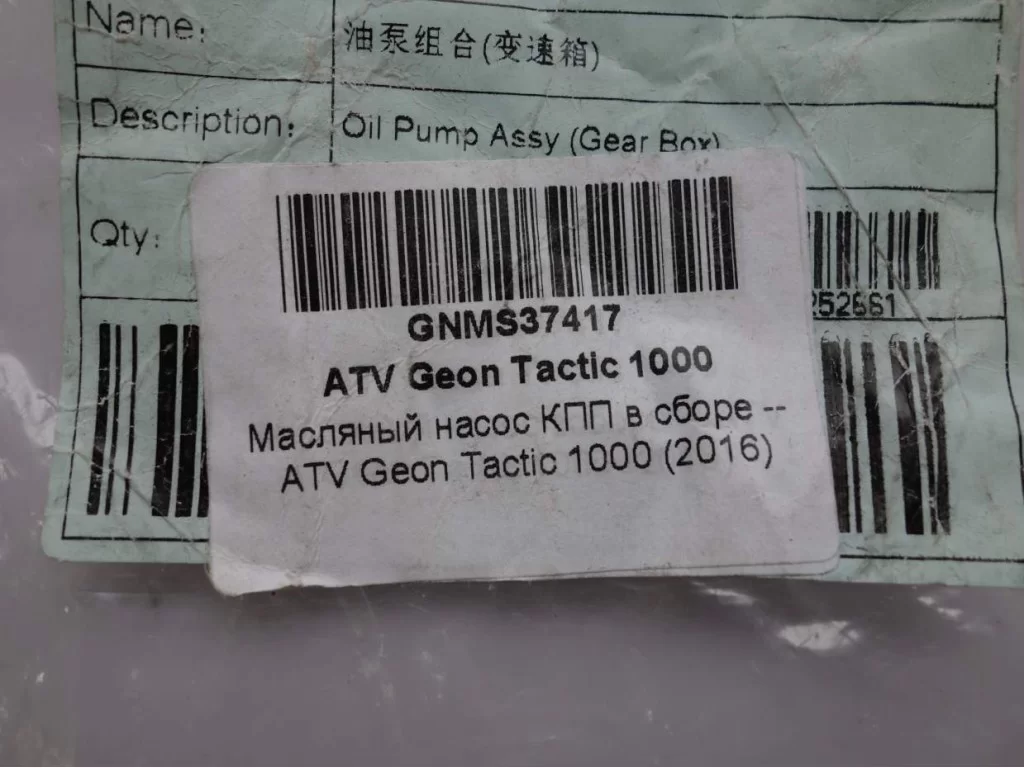 Name: 油泵组合(变速箱)
Description: Oil Pump Assy (Gear Box)
Qty:
252661
GNMS37417
ATV Geon Tactic 1000
Масляный насос КПП в сборе --
ATV Geon Tactic 1000 (2016)